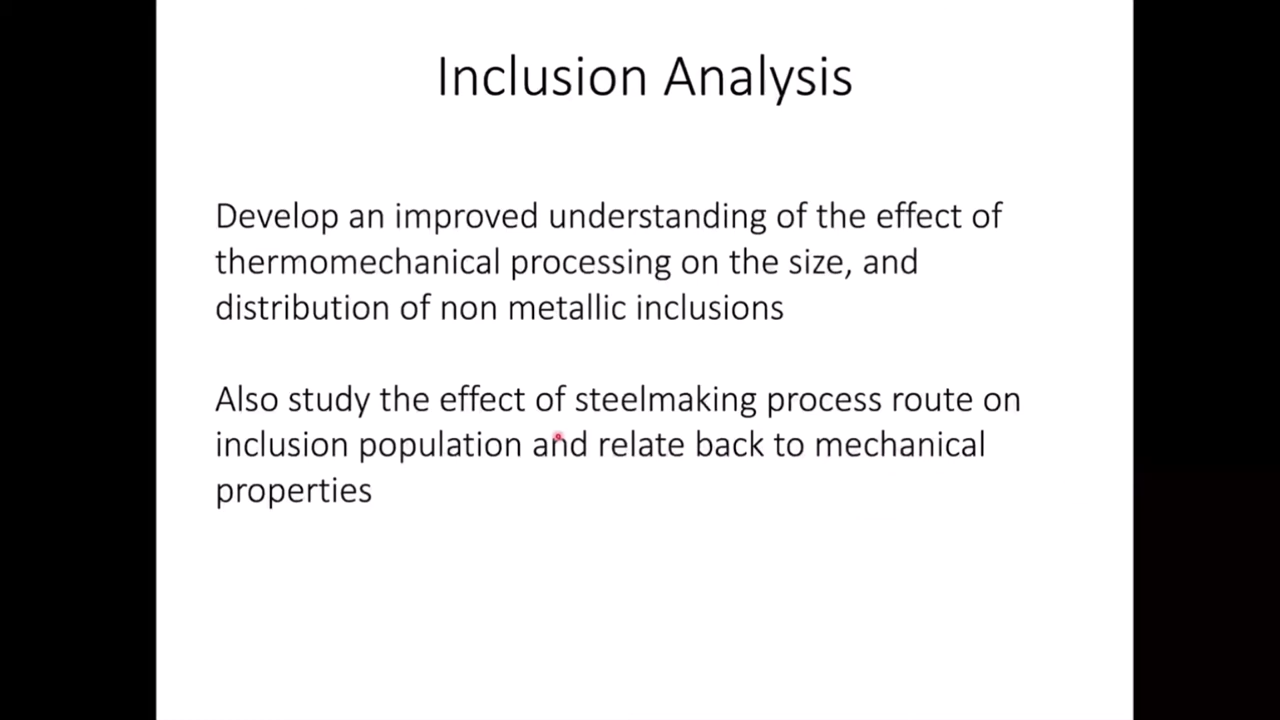 Inclusion Analysis
Develop an improved understanding of the effect of
thermomechanical processing on the size, and
distribution of non metallic inclusions
Also study the effect of steelmaking process route on
inclusion population and relate back to mechanical
properties